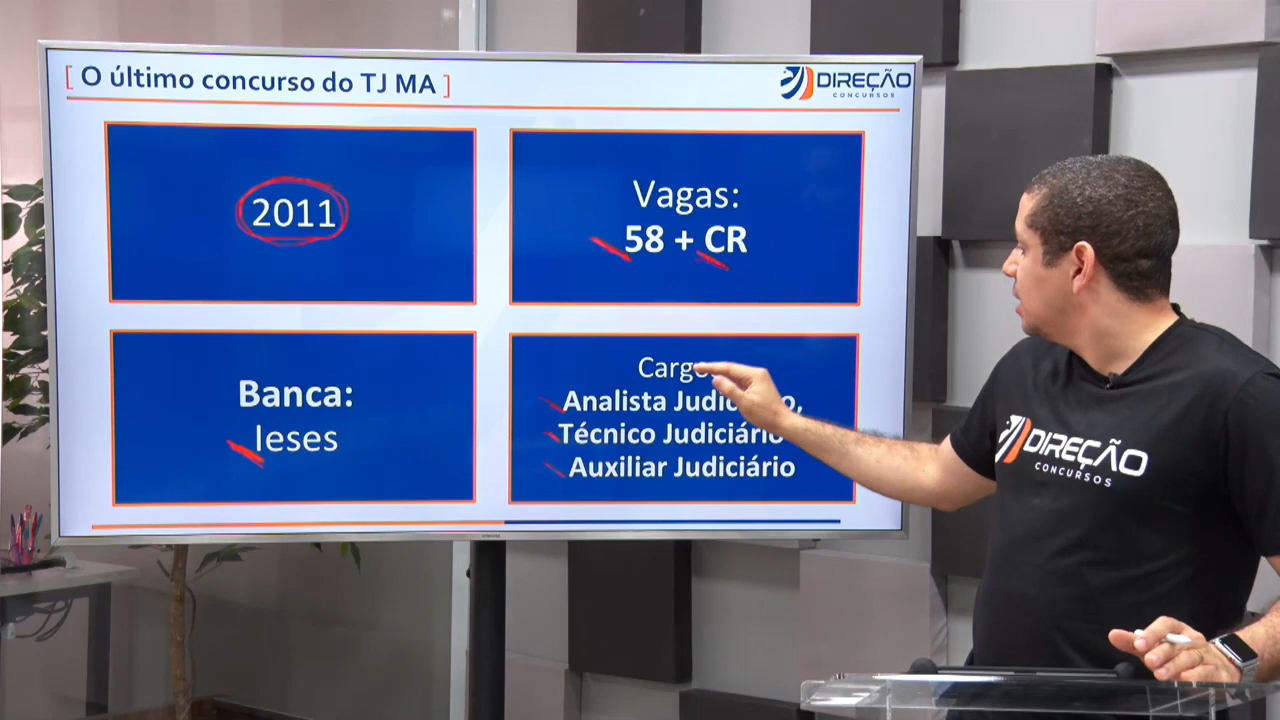 [ O último concurso do TJ MA ]
DIREÇÃO
CONCURSOS
2011
Vagas:
58 + CR
Banca:
Ieses
Analista
Técnico Judiciário
Auxiliar Judiciário
DIREÇÃO
CONCURSOS